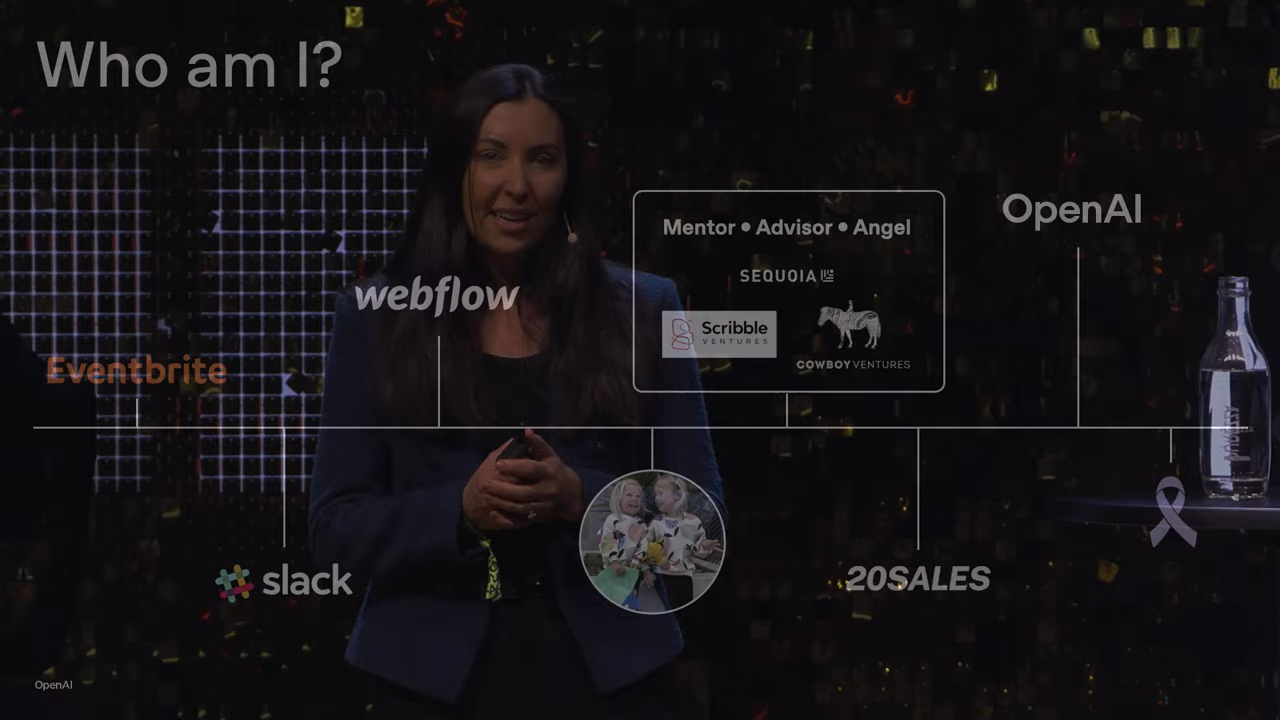 Who am I?
Eventbrite
slack
webflow
Mentor • Advisor • Angel
SEQUOIA
Scribble
VENTURES
COWBOY VENTURES
20SALES
OpenAI
OpenAI